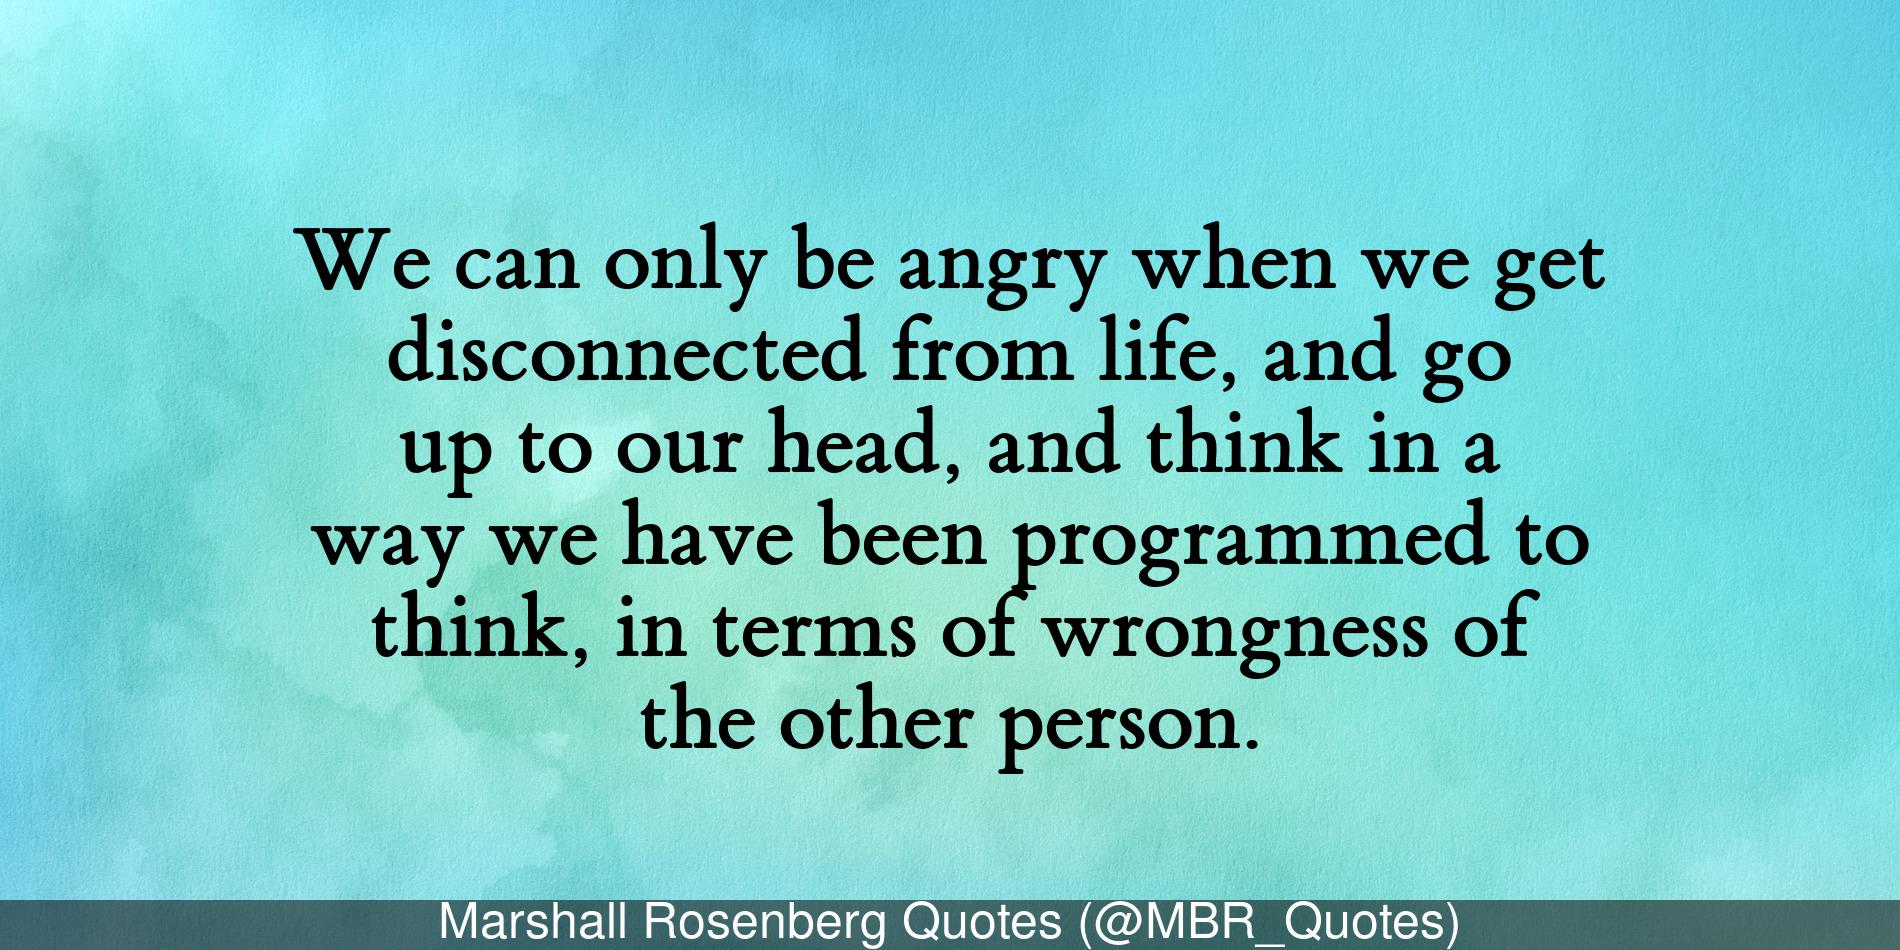 We can only be angry when we get
disconnected from life, and go
up to our head, and think in a
way we have been programmed to
think, in terms of wrongness of
the other person.
Marshall Rosenberg Quotes (@MBR_Quotes)